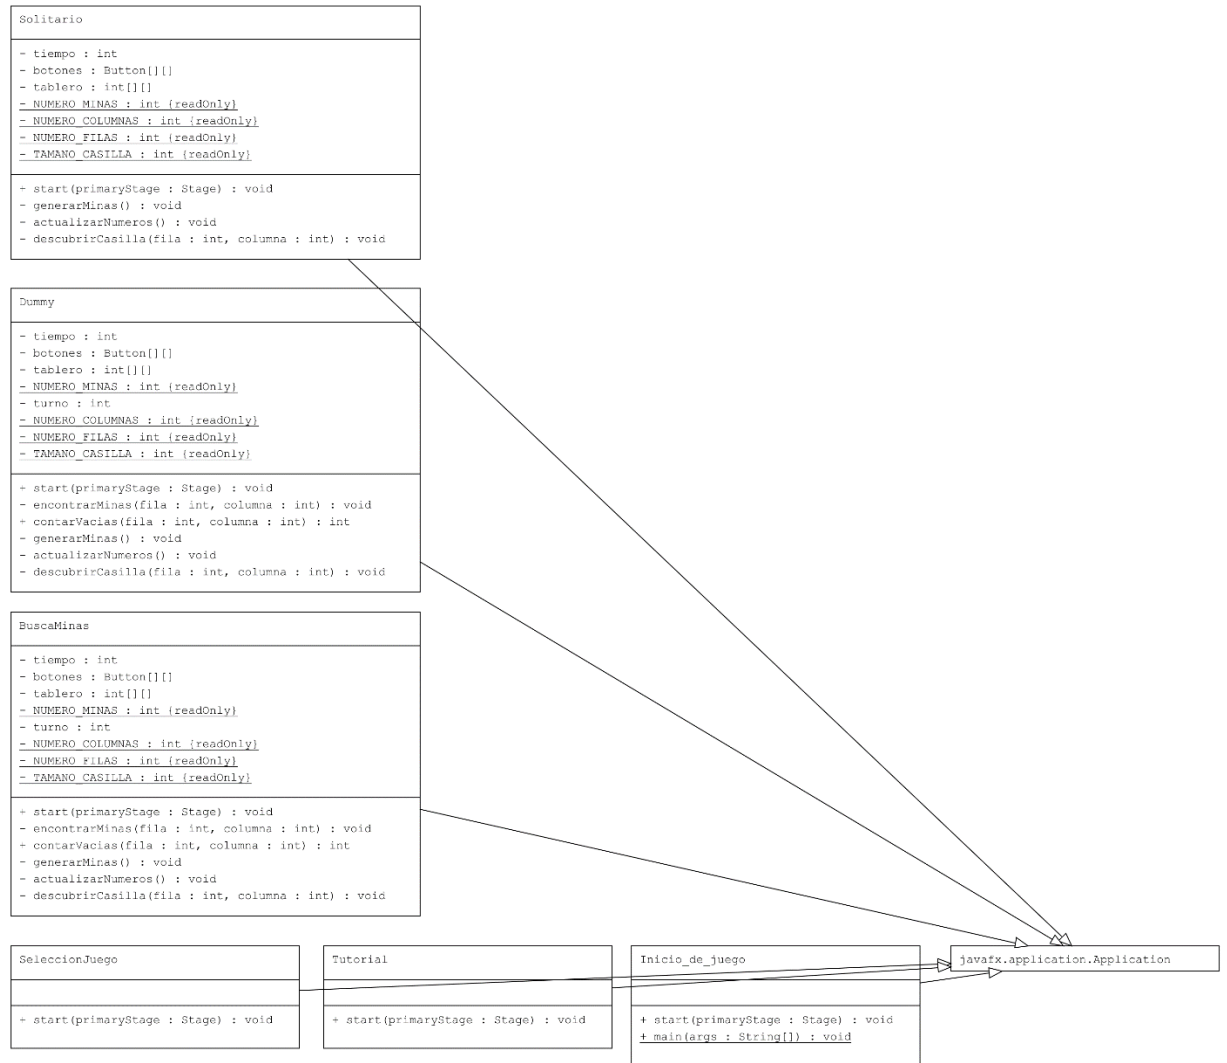 Solitario
- tiempo : int
- botones : Button[][]
- tablero : int[][]
- NUMERO_MINAS : int {readOnly}
- NUMERO_COLUMNAS : int {readOnly}
- NUMERO_FILAS : int {readOnly}
- TAMANO_CASILLA : int {readOnly}
+ start(primaryStage : Stage) : void
- generarMinas() : void
- actualizarNumeros() : void
- descubrirCasilla(fila : int, columna : int) : void
Dummy
- tiempo : int
- botones : Button[][]
- tablero : int[][]
- NUMERO_MINAS : int {readOnly}
- turno : int
- NUMERO_COLUMNAS : int {readOnly}
- NUMERO_FILAS : int {readOnly}
- TAMANO_CASILLA : int {readOnly}
+ start(primaryStage : Stage) : void
- encontrarMinas(fila : int, columna : int) : void
+ contarVacias(fila : int, columna : int) : int
- generarMinas() : void
- actualizarNumeros() : void
- descubrirCasilla(fila : int, columna : int) : void
BuscaMinas
- tiempo : int
- botones : Button[][]
- tablero : int[][]
- NUMERO_MINAS : int {readOnly}
- turno : int
- NUMERO_COLUMNAS : int {readOnly}
- NUMERO_FILAS : int {readOnly}
- TAMANO_CASILLA : int {readOnly}
+ start(primaryStage : Stage) : void
- encontrarMinas(fila : int, columna : int) : void
+ contarVacias(fila : int, columna : int) : int
- generarMinas() : void
- actualizarNumeros() : void
- descubrirCasilla(fila : int, columna : int) : void
SeleccionJuego
+ start(primaryStage : Stage) : void
Tutorial
+ start(primaryStage : Stage) : void
Inicio_de_juego
+ start(primaryStage : Stage) : void
+ main(args : String[]) : void
javafx.application.Application